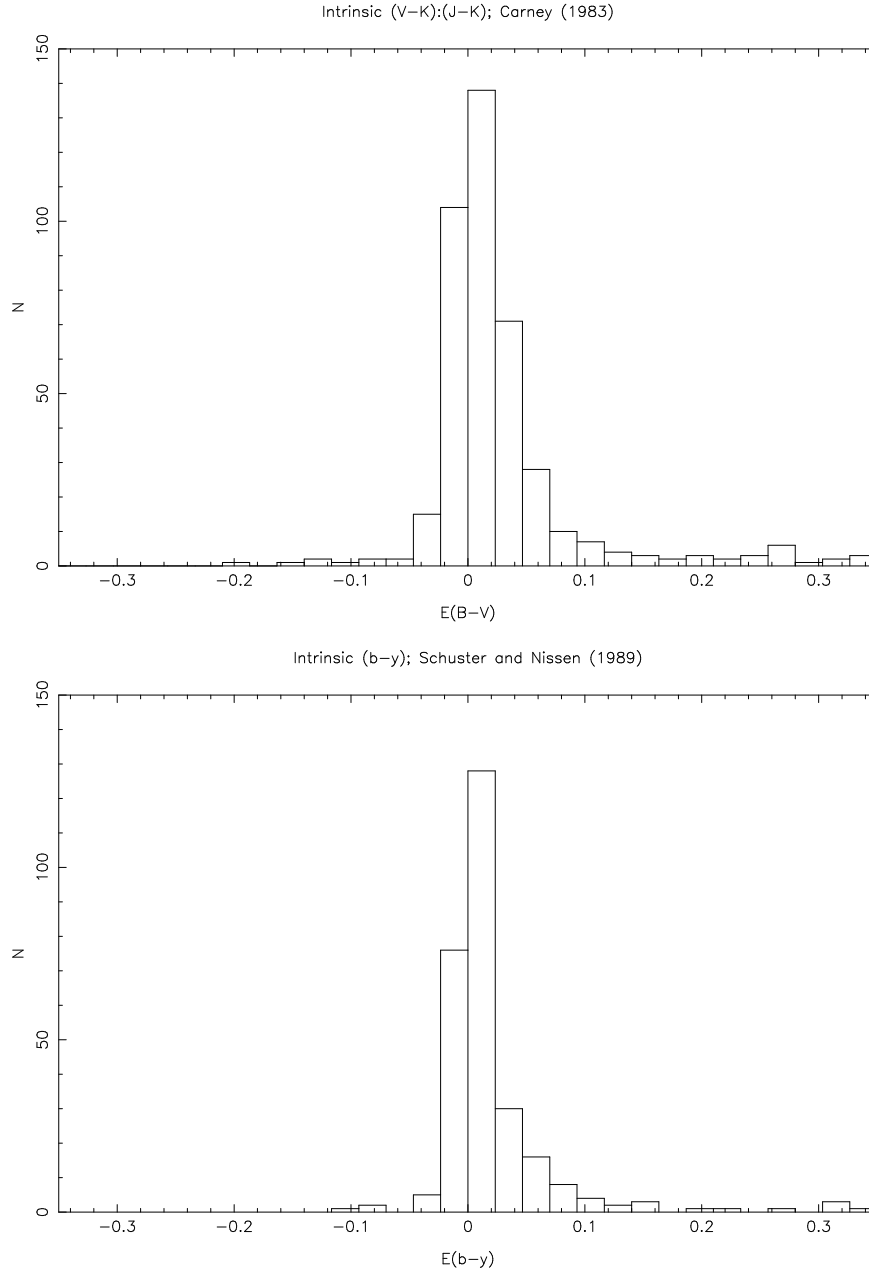 Intrinsic (V−K):(J−K); Carney (1983)
150
100
N
50
0
−0.3 −0.2 −0.1 0 0.1 0.2 0.3
E(B−V)
Intrinsic (b−y); Schuster and Nissen (1989)
150
100
N
50
0
−0.3 −0.2 −0.1 0 0.1 0.2 0.3
E(b−y)